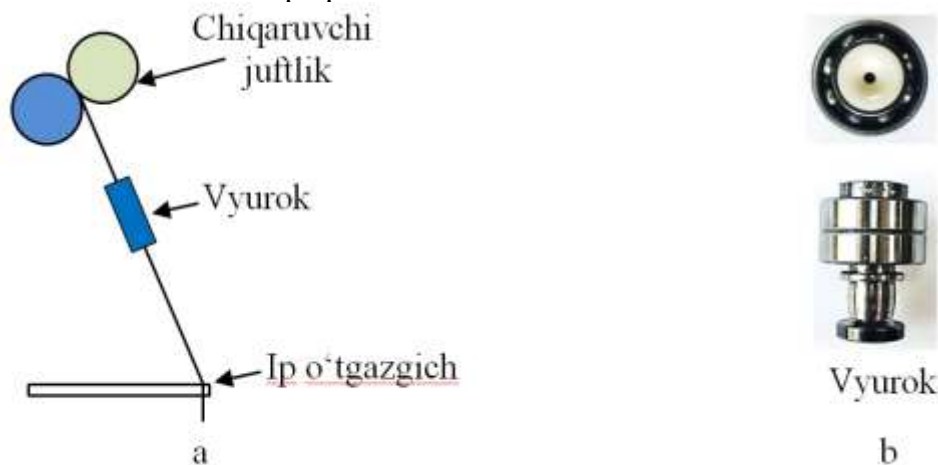 Chiqaruvchi
juftlik
Vyurok
Ip o‘tgazgich
a
Vyurok
b